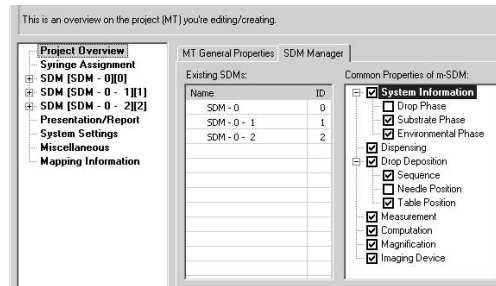 This is an overview on the project (MT) you're editing/creating.
Project Overview
Syringe Assignment
SDM [SDM - 0][0]
SDM [SDM - 0 - 1][1]
SDM [SDM - 0 - 2][2]
Presentation/Report
System Settings
Miscellaneous
Mapping Information
MT General Properties SDM Manager
Existing SDMs:
Name ID
SDM - 0 0
SDM - 0 - 1 1
SDM - 0 - 2 2
Common Properties of m-SDM:
System Information
Drop Phase
Substrate Phase
Environmental Phase
Dispensing
Drop Deposition
Sequence
Needle Position
Table Position
Measurement
Computation
Magnification
Imaging Device